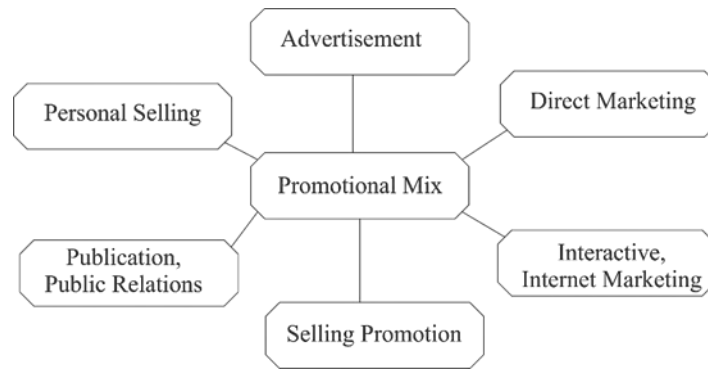 Advertisement
Personal Selling
Direct Marketing
Promotional Mix
Publication,
Public Relations
Interactive,
Internet Marketing
Selling Promotion